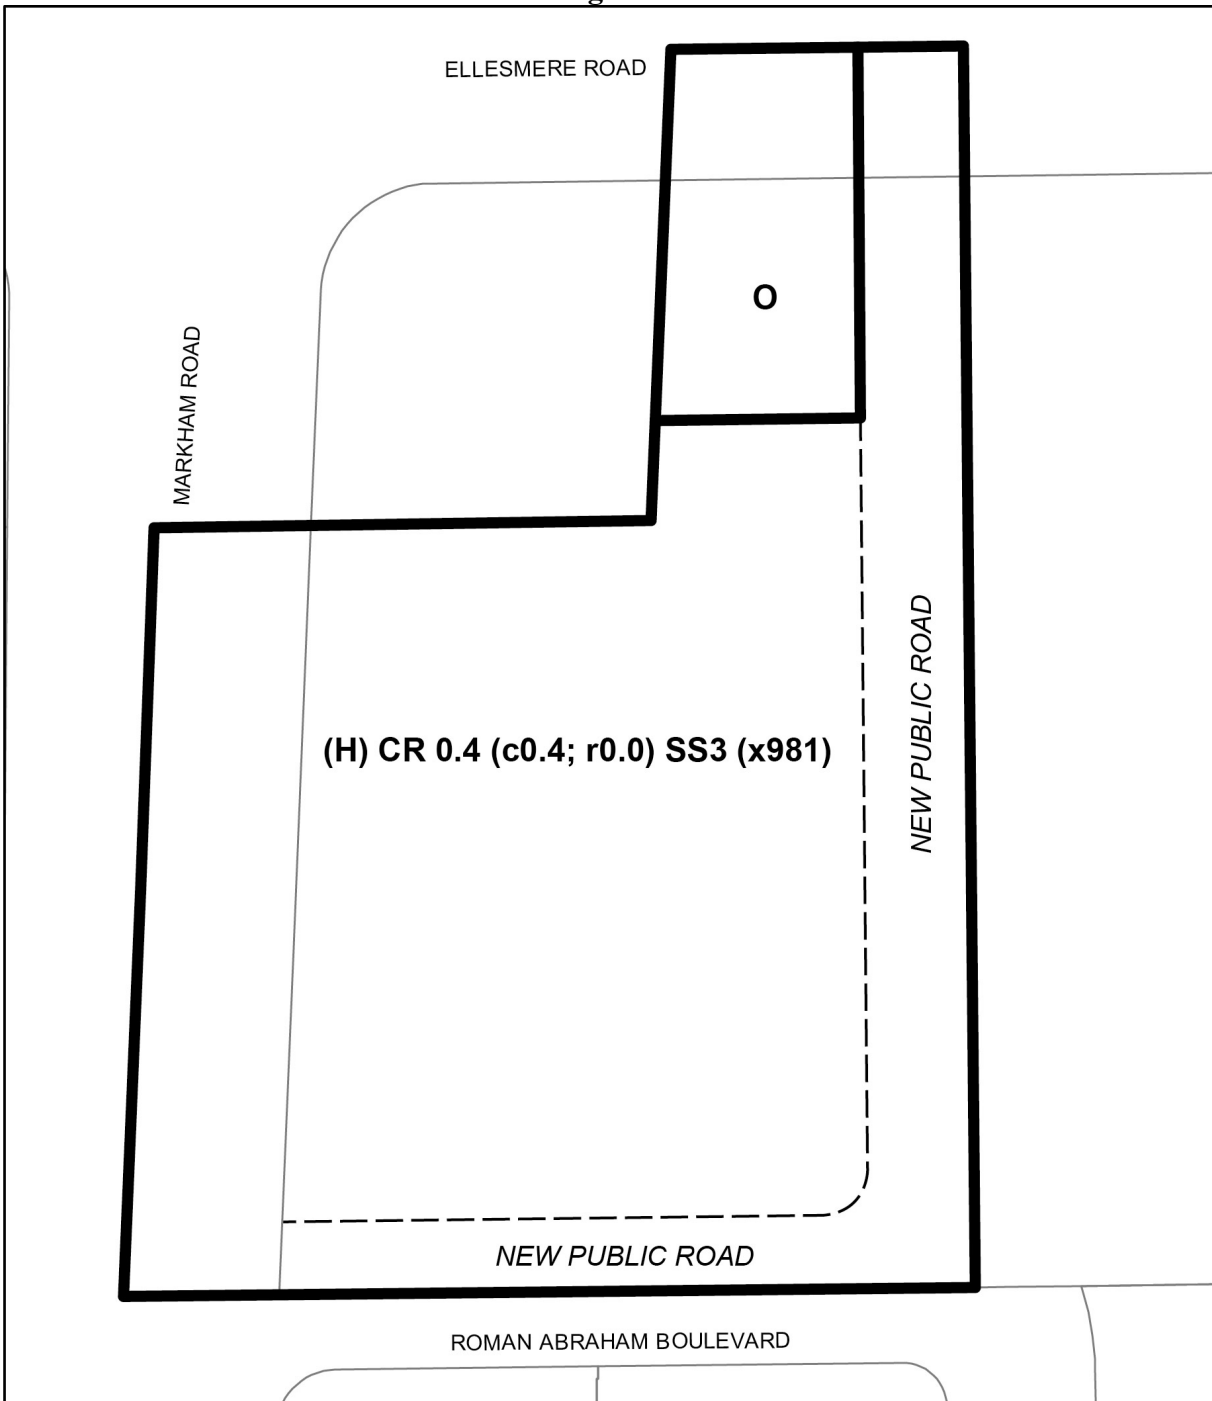 ELLESMERE ROAD
O
MARKHAM ROAD
NEW PUBLIC ROAD
(H) CR 0.4 (c0.4; r0.0) SS3 (x981)
NEW PUBLIC ROAD
ROMAN ABRAHAM BOULEVARD